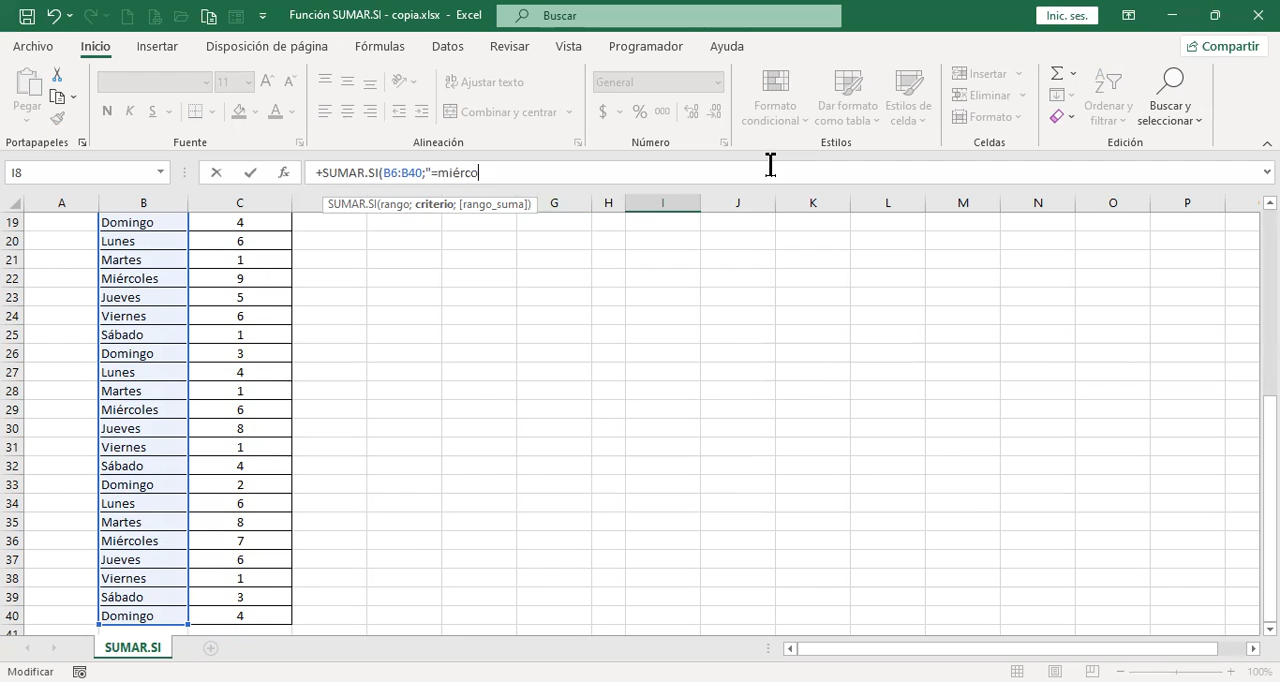 Función SUMAR.SI - copia.xlsx - Excel
Buscar
Inic. ses.
Archivo Inicio Insertar Disposición de página Fórmulas Datos Revisar Vista Programador Ayuda
Compartir
Pegar
11
N K S A
Ajustar texto
Combinar y centrar
General
$ % 000
Formato condicional
Dar formato como tabla
Estilos de celda
Insertar
Eliminar
Formato
Ordenar y filtrar
Buscar y seleccionar
Portapapeles Fuente Alineación Número Estilos Celdas Edición
I8
fx
+SUMAR.SI(B6:B40;"=miérco
SUMAR.SI(rango; criterio; [rango_suma])
A B C G H I J K L M N O P
19 Domingo 4
20 Lunes 6
21 Martes 1
22 Miércoles 9
23 Jueves 5
24 Viernes 6
25 Sábado 1
26 Domingo 3
27 Lunes 4
28 Martes 1
29 Miércoles 6
30 Jueves 8
31 Viernes 1
32 Sábado 4
33 Domingo 2
34 Lunes 6
35 Martes 8
36 Miércoles 7
37 Jueves 6
38 Viernes 1
39 Sábado 3
40 Domingo 4
41
SUMAR.SI
Modificar
100%